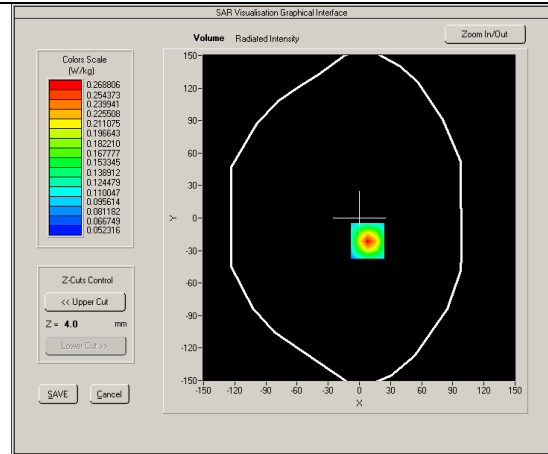 SAR Visualisation Graphical Interface
Volume Radiated Intensity
Zoom In/Out
Colors Scale
(W/kg)
0.268806
0.254373
0.239941
0.225508
0.211075
0.196643
0.182210
0.167777
0.153345
0.138912
0.124479
0.110047
0.095614
0.081182
0.066749
0.052316
Z-Cuts Control
<< Upper Cut
Z = 4.0 mm
Lower Cut >>
SAVE
Cancel
150
120
90
60
30
0
-30
-60
-90
-120
-150
Y
-150 -120 -90 -60 -30 0 30 60 90 120 150
X